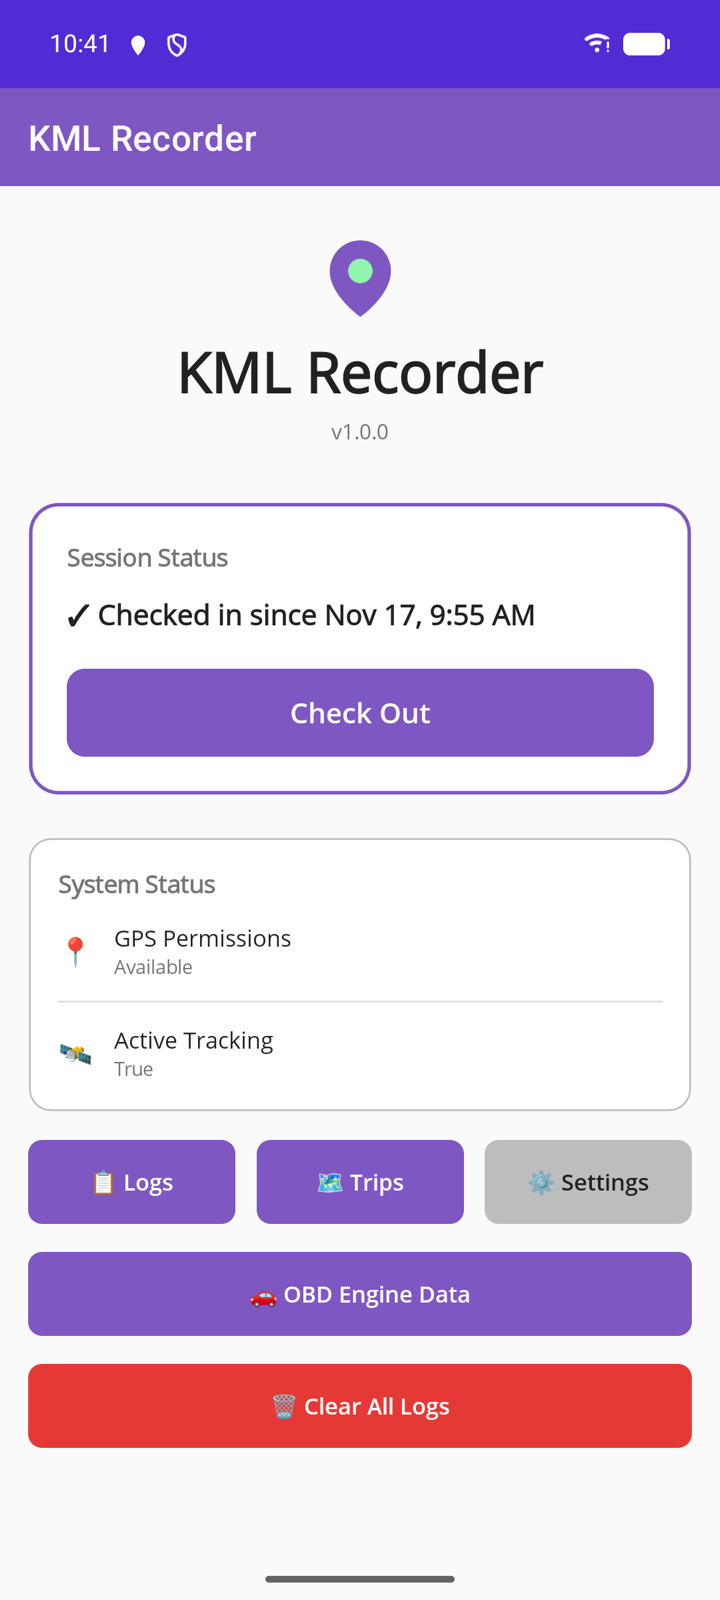 10:41
KML Recorder
KML Recorder
v1.0.0
Session Status
✓ Checked in since Nov 17, 9:55 AM
Check Out
System Status
GPS Permissions
Available
Active Tracking
True
Logs
Trips
Settings
OBD Engine Data
Clear All Logs